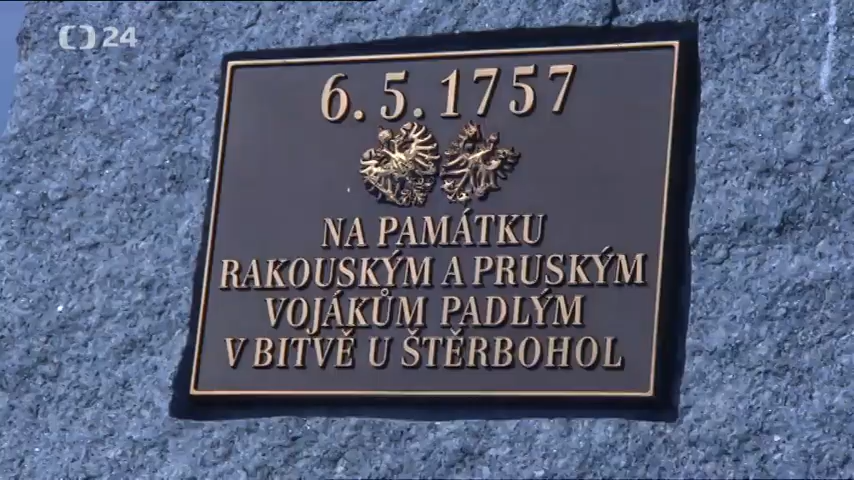 ČT24
6.5.1757
NA PAMÁTKU
RAKOUSKÝM A PRUSKÝM
VOJÁKŮM PADLÝM
V BITVĚ U ŠTĚRBOHOL